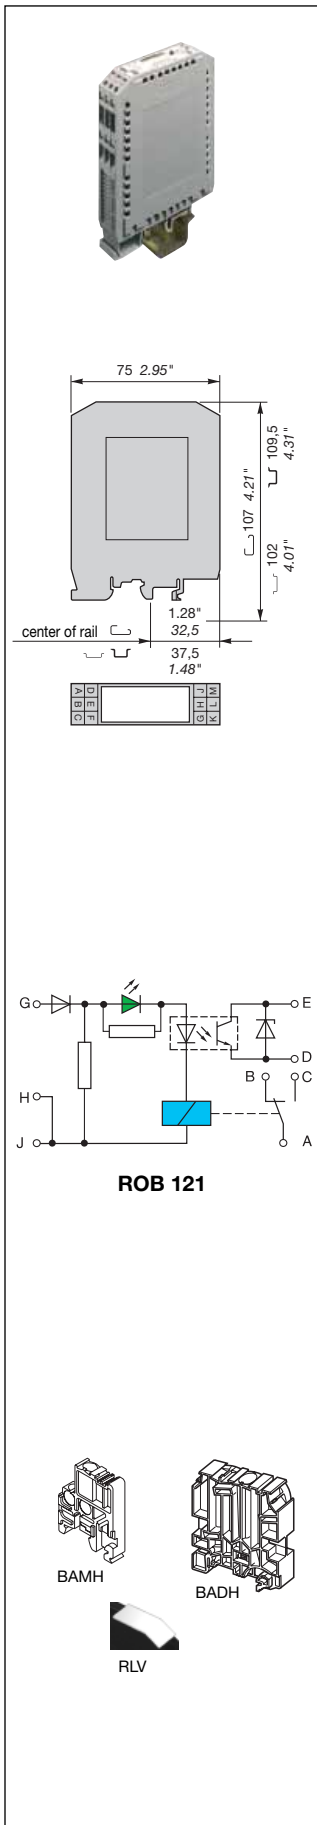 75 2.95"
109,5
4.31"
107 4.21"
102
4.01"
1.28"
32,5
center of rail
37,5
1.48"
A D
B E
C F
J M
H L
G K
G
E
D
B C
H
J
A
ROB 121
BAMH
BADH
RLV